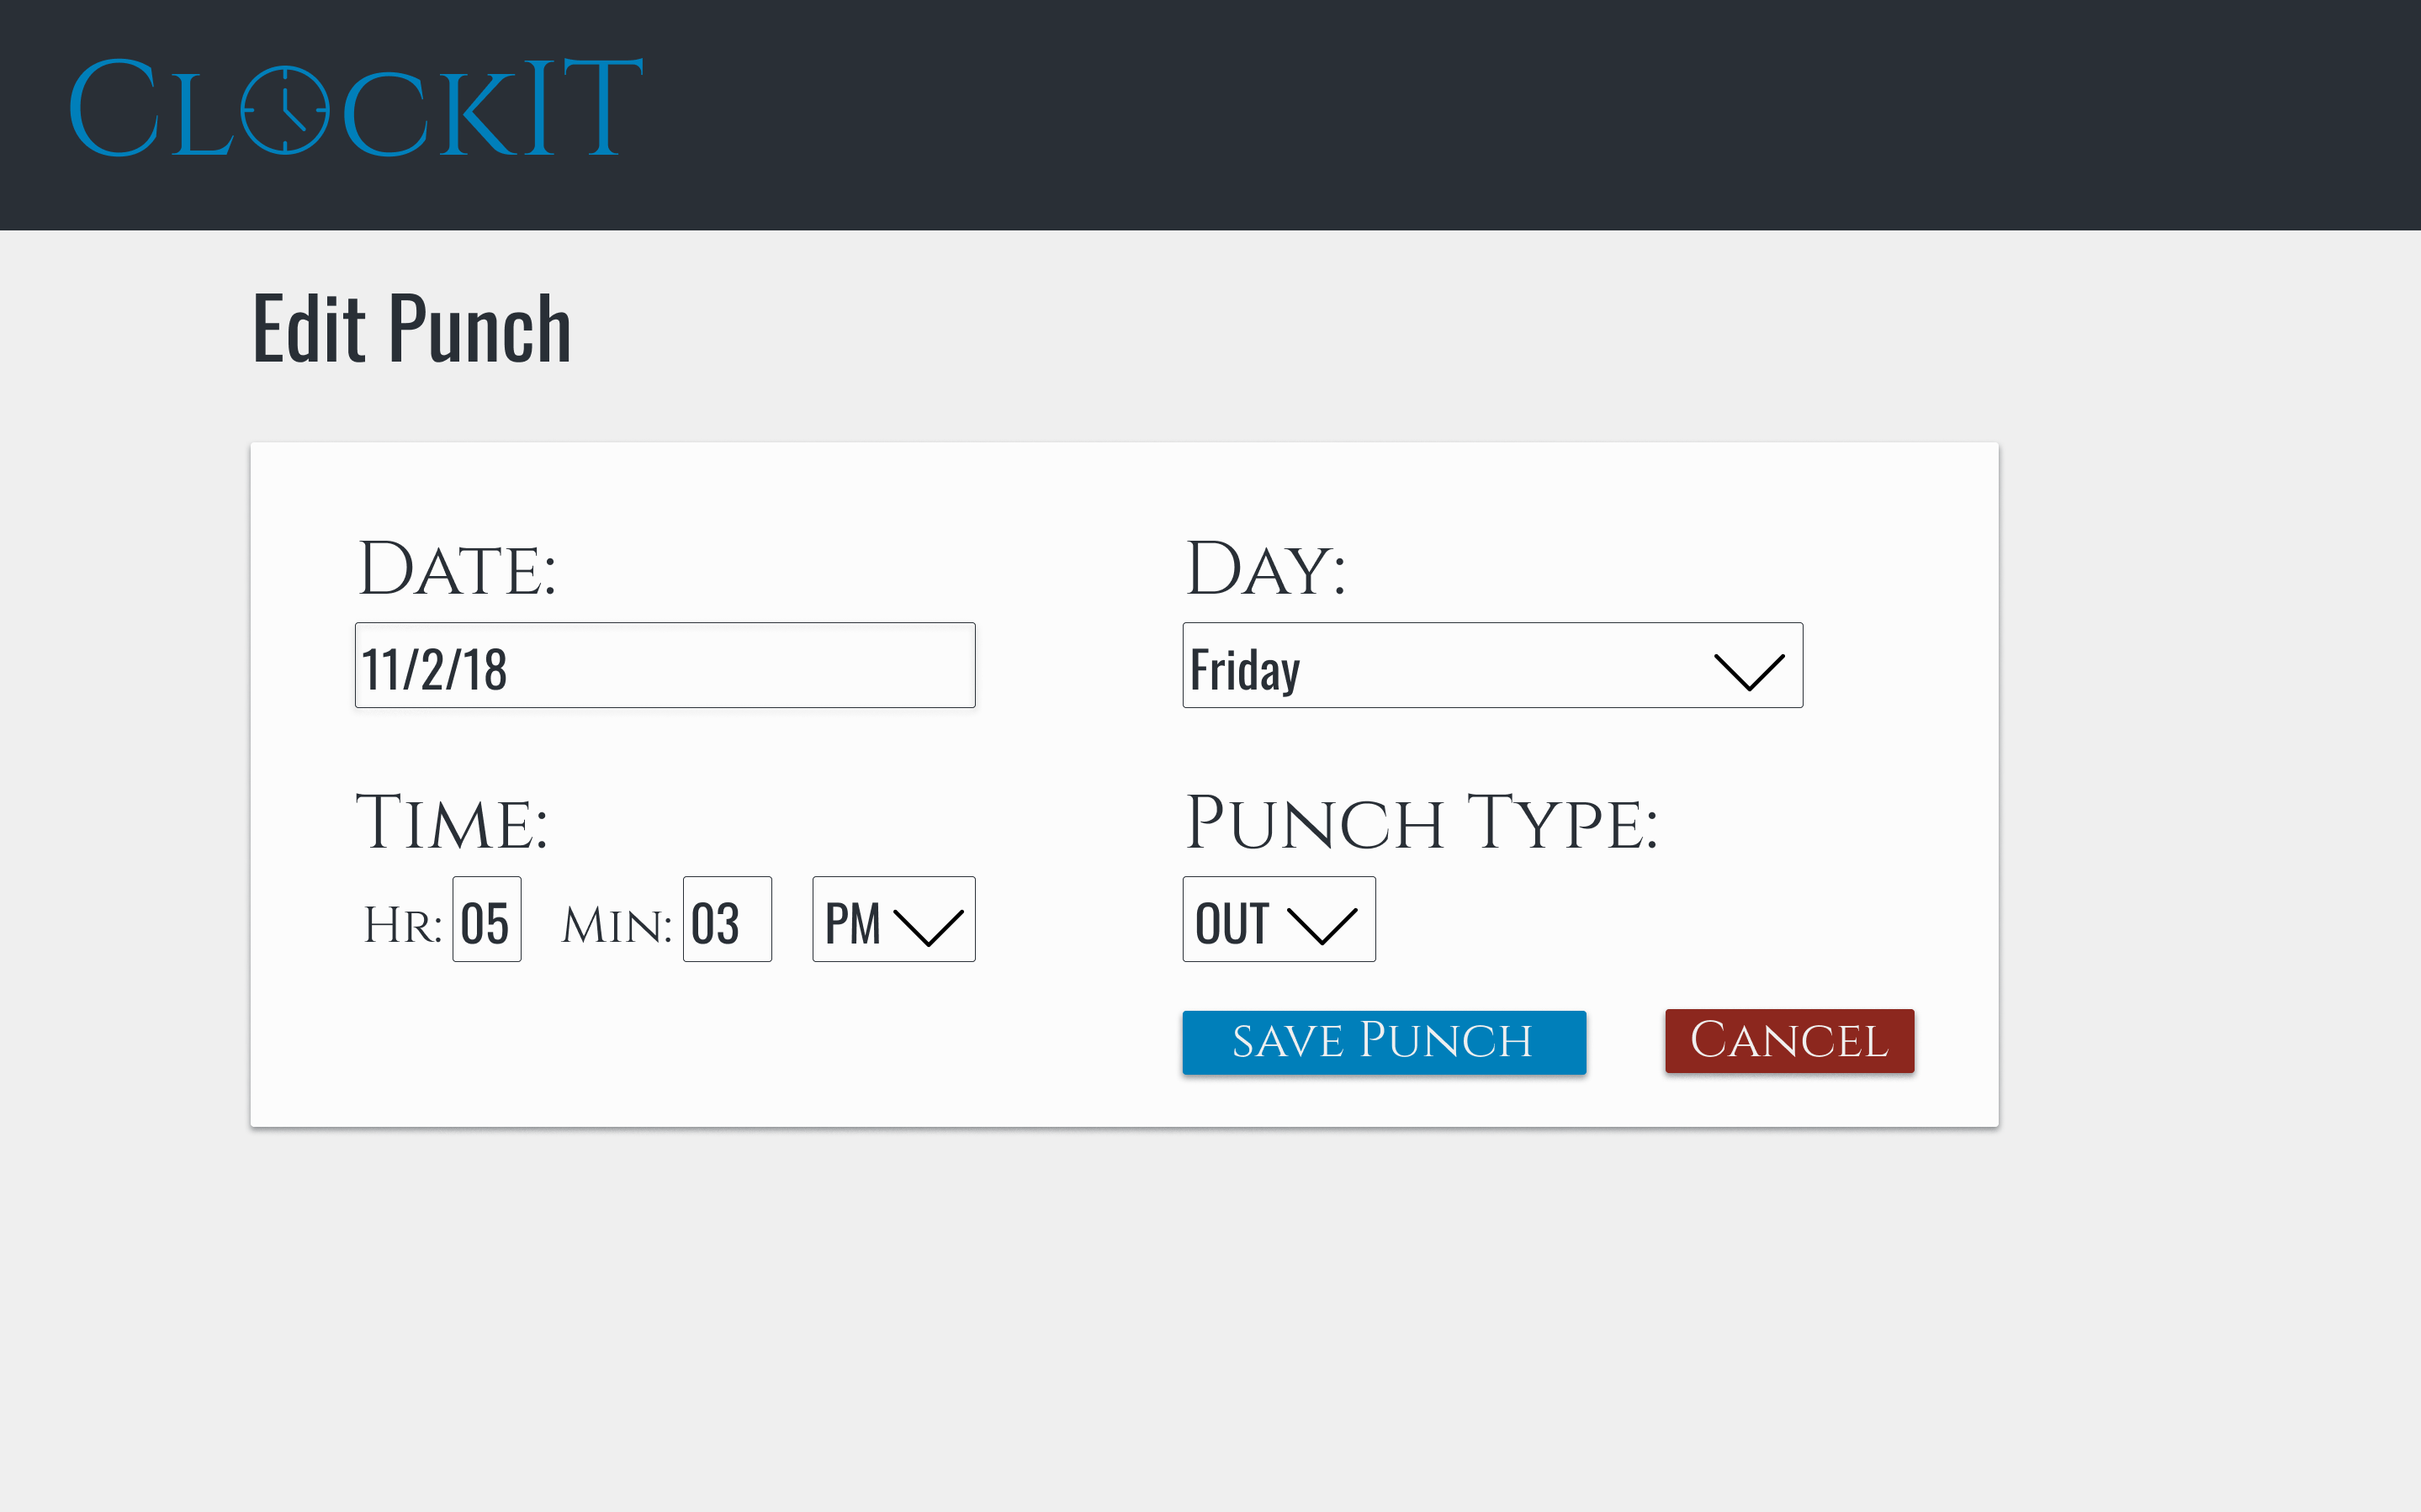 ClockIT
Edit Punch
Date:
11/2/18
Day:
Friday
Time:
Hr: 05 Min: 03 PM
Punch Type:
OUT
save Punch
Cancel